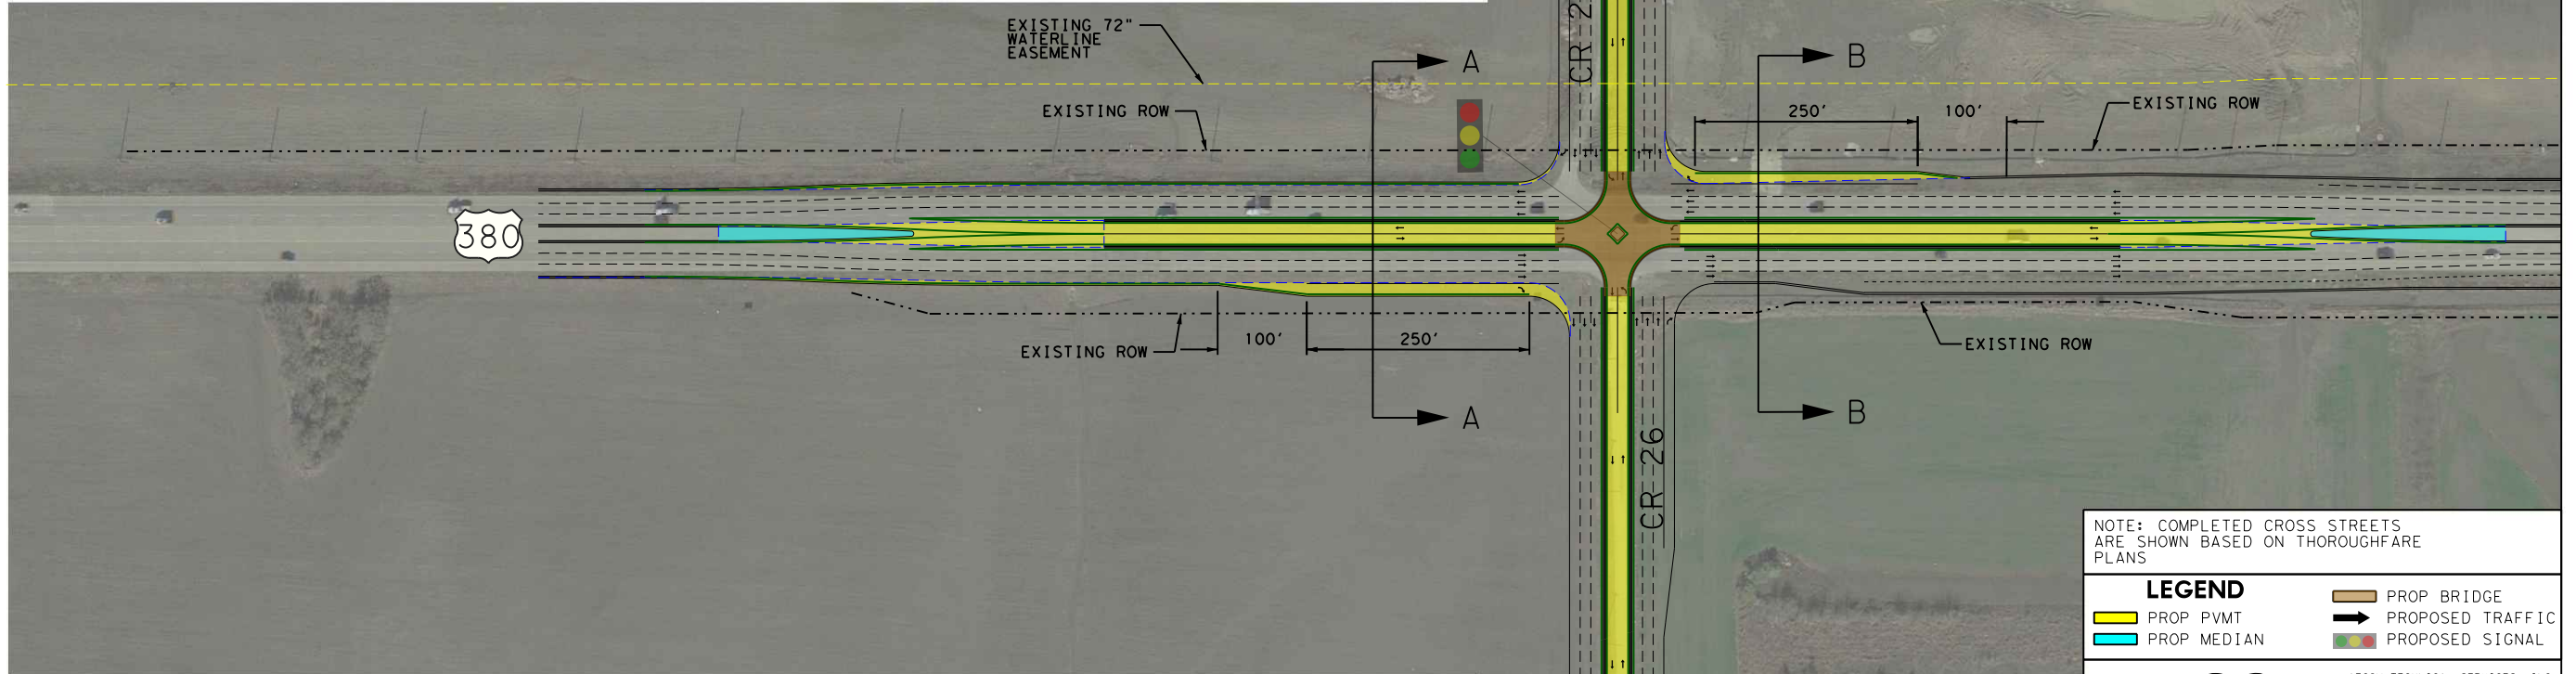 EXISTING 72"
WATERLINE
EASEMENT
CR 2
A
B
EXISTING ROW
250'
100'
EXISTING ROW
380
EXISTING ROW
100'
250'
EXISTING ROW
A
B
CR 26
NOTE: COMPLETED CROSS STREETS
ARE SHOWN BASED ON THOROUGHFARE
PLANS
LEGEND
PROP PVMT
PROP MEDIAN
PROP BRIDGE
PROPOSED TRAFFIC
PROPOSED SIGNAL